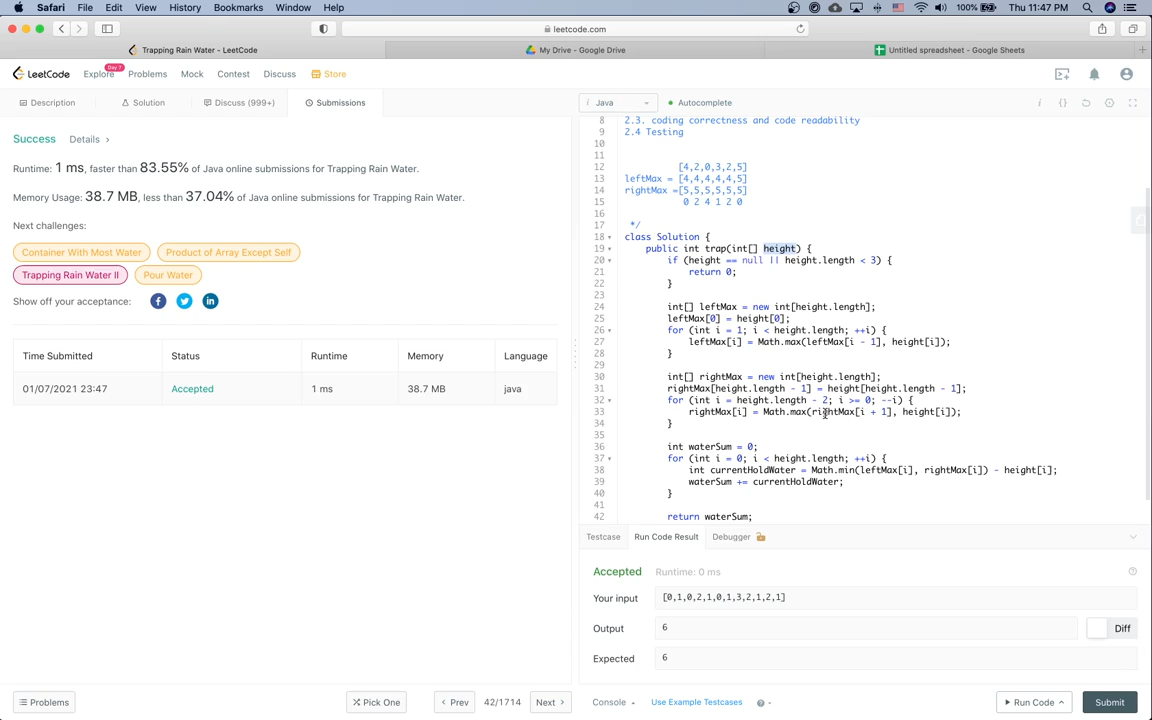 Safari File Edit View History Bookmarks Window Help
100% Thu 11:47 PM
leetcode.com
Trapping Rain Water - LeetCode
My Drive - Google Drive
Untitled spreadsheet - Google Sheets
LeetCode
Day 7
Explore Problems Mock Contest Discuss Store
Description Solution Discuss (999+) Submissions
Success Details >
Runtime: 1 ms, faster than 83.55% of Java online submissions for Trapping Rain Water.
Memory Usage: 38.7 MB, less than 37.04% of Java online submissions for Trapping Rain Water.
Next challenges:
Container With Most Water Product of Array Except Self
Trapping Rain Water II Pour Water
Show off your acceptance:
Time Submitted Status Runtime Memory Language
01/07/2021 23:47 Accepted 1 ms 38.7 MB java
Problems Pick One < Prev 42/1714 Next >
i Java Autocomplete
8 2.3. coding correctness and code readability
9 2.4 Testing
10
11
12 [4,2,0,3,2,5]
13 leftMax = [4,4,4,4,4,5]
14 rightMax =[5,5,5,5,5,5]
15 0 2 4 1 2 0
16
17 */
18 class Solution {
19 public int trap(int[] height) {
20 if (height == null || height.length < 3) {
21 return 0;
22 }
23
24 int[] leftMax = new int[height.length];
25 leftMax[0] = height[0];
26 for (int i = 1; i < height.length; ++i) {
27 leftMax[i] = Math.max(leftMax[i - 1], height[i]);
28 }
29
30 int[] rightMax = new int[height.length];
31 rightMax[height.length - 1] = height[height.length - 1];
32 for (int i = height.length - 2; i >= 0; --i) {
33 rightMax[i] = Math.max(rightMax[i + 1], height[i]);
34 }
35
36 int waterSum = 0;
37 for (int i = 0; i < height.length; ++i) {
38 int currentHoldWater = Math.min(leftMax[i], rightMax[i]) - height[i];
39 waterSum += currentHoldWater;
40 }
41
42 return waterSum;
Testcase Run Code Result Debugger
Accepted Runtime: 0 ms
Your input [0,1,0,2,1,0,1,3,2,1,2,1]
Output 6 Diff
Expected 6
Console Use Example Testcases Run Code Submit